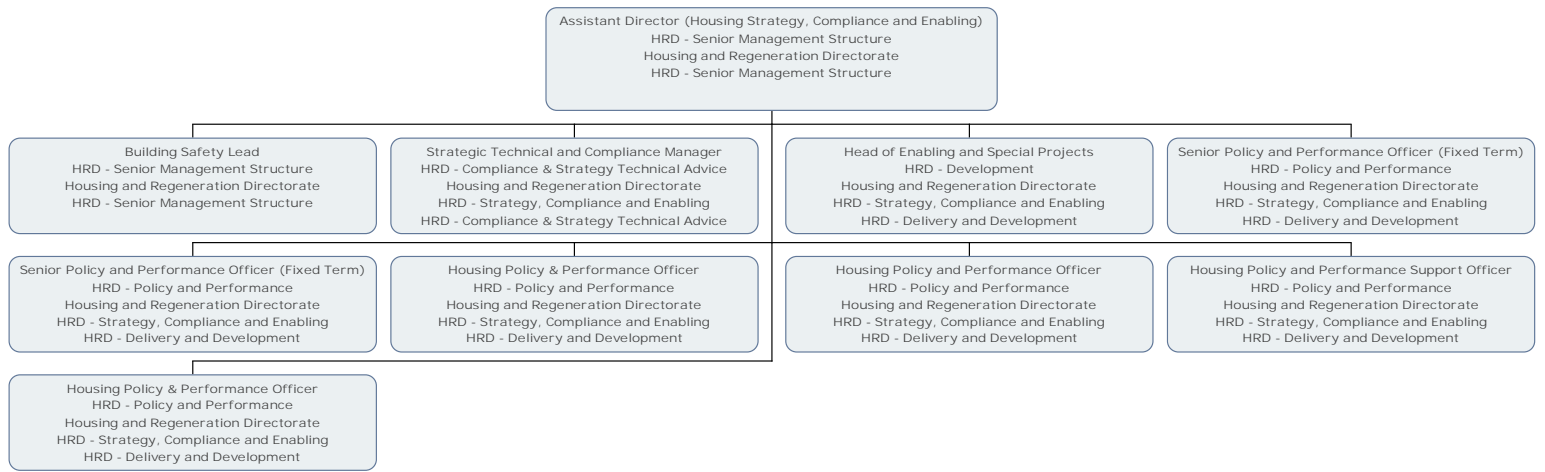 Assistant Director (Housing Strategy, Compliance and Enabling)
HRD - Senior Management Structure
Housing and Regeneration Directorate
HRD - Senior Management Structure
Building Safety Lead
HRD - Senior Management Structure
Housing and Regeneration Directorate
HRD - Senior Management Structure
Strategic Technical and Compliance Manager
HRD - Compliance & Strategy Technical Advice
Housing and Regeneration Directorate
HRD - Strategy, Compliance and Enabling
HRD - Compliance & Strategy Technical Advice
Head of Enabling and Special Projects
HRD - Development
Housing and Regeneration Directorate
HRD - Strategy, Compliance and Enabling
HRD - Delivery and Development
Senior Policy and Performance Officer (Fixed Term)
HRD - Policy and Performance
Housing and Regeneration Directorate
HRD - Strategy, Compliance and Enabling
HRD - Delivery and Development
Senior Policy and Performance Officer (Fixed Term)
HRD - Policy and Performance
Housing and Regeneration Directorate
HRD - Strategy, Compliance and Enabling
HRD - Delivery and Development
Housing Policy & Performance Officer
HRD - Policy and Performance
Housing and Regeneration Directorate
HRD - Strategy, Compliance and Enabling
HRD - Delivery and Development
Housing Policy and Performance Officer
HRD - Policy and Performance
Housing and Regeneration Directorate
HRD - Strategy, Compliance and Enabling
HRD - Delivery and Development
Housing Policy and Performance Support Officer
HRD - Policy and Performance
Housing and Regeneration Directorate
HRD - Strategy, Compliance and Enabling
HRD - Delivery and Development
Housing Policy & Performance Officer
HRD - Policy and Performance
Housing and Regeneration Directorate
HRD - Strategy, Compliance and Enabling
HRD - Delivery and Development